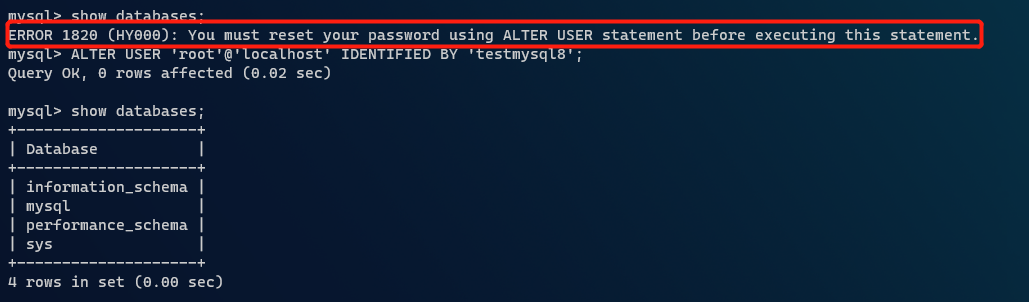 mysql> show databases;
ERROR 1820 (HY000): You must reset your password using ALTER USER statement before executing this statement.
mysql> ALTER USER 'root'@'localhost' IDENTIFIED BY 'testmysql8';
Query OK, 0 rows affected (0.02 sec)
mysql> show databases;
+--------------------+
| Database           |
+--------------------+
| information_schema |
| mysql              |
| performance_schema |
| sys                |
+--------------------+
4 rows in set (0.00 sec)